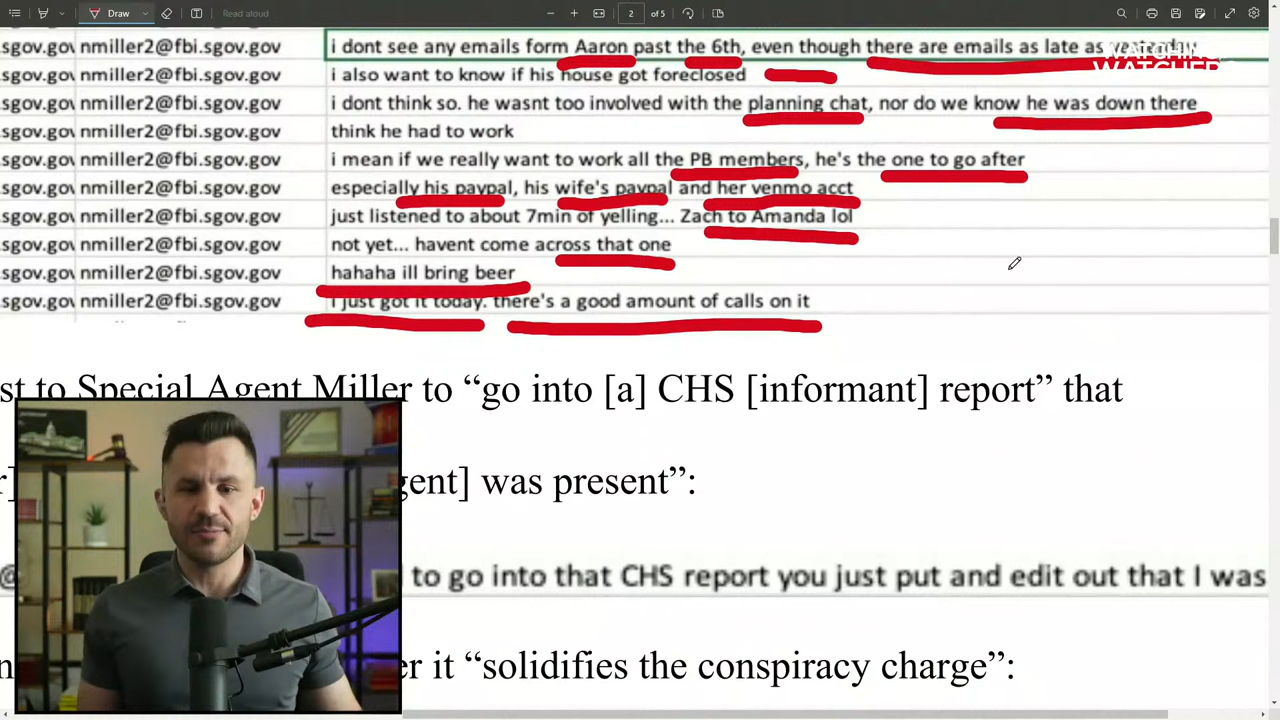 Draw
Read aloud
2 of 5
WATCHING
WATCHERS
.sgov.gov nmiller2@fbi.sgov.gov i dont see any emails form Aaron past the 6th, even though there are emails as late as
.sgov.gov nmiller2@fbi.sgov.gov i also want to know if his house got foreclosed
.sgov.gov nmiller2@fbi.sgov.gov i dont think so. he wasnt too involved with the planning chat, nor do we know he was down there
.sgov.gov nmiller2@fbi.sgov.gov think he had to work
.sgov.gov nmiller2@fbi.sgov.gov i mean if we really want to work all the PB members, he's the one to go after
.sgov.gov nmiller2@fbi.sgov.gov especially his paypal, his wife's paypal and her venmo acct
.sgov.gov nmiller2@fbi.sgov.gov just listened to about 7min of yelling... Zach to Amanda lol
.sgov.gov nmiller2@fbi.sgov.gov not yet... havent come across that one
.sgov.gov nmiller2@fbi.sgov.gov hahaha ill bring beer
.sgov.gov nmiller2@fbi.sgov.gov i just got it today. there's a good amount of calls on it
st to Special Agent Miller to “go into [a] CHS [informant] report” that
gent] was present”:
@ to go into that CHS report you just put and edit out that I was
er it “solidifies the conspiracy charge”: